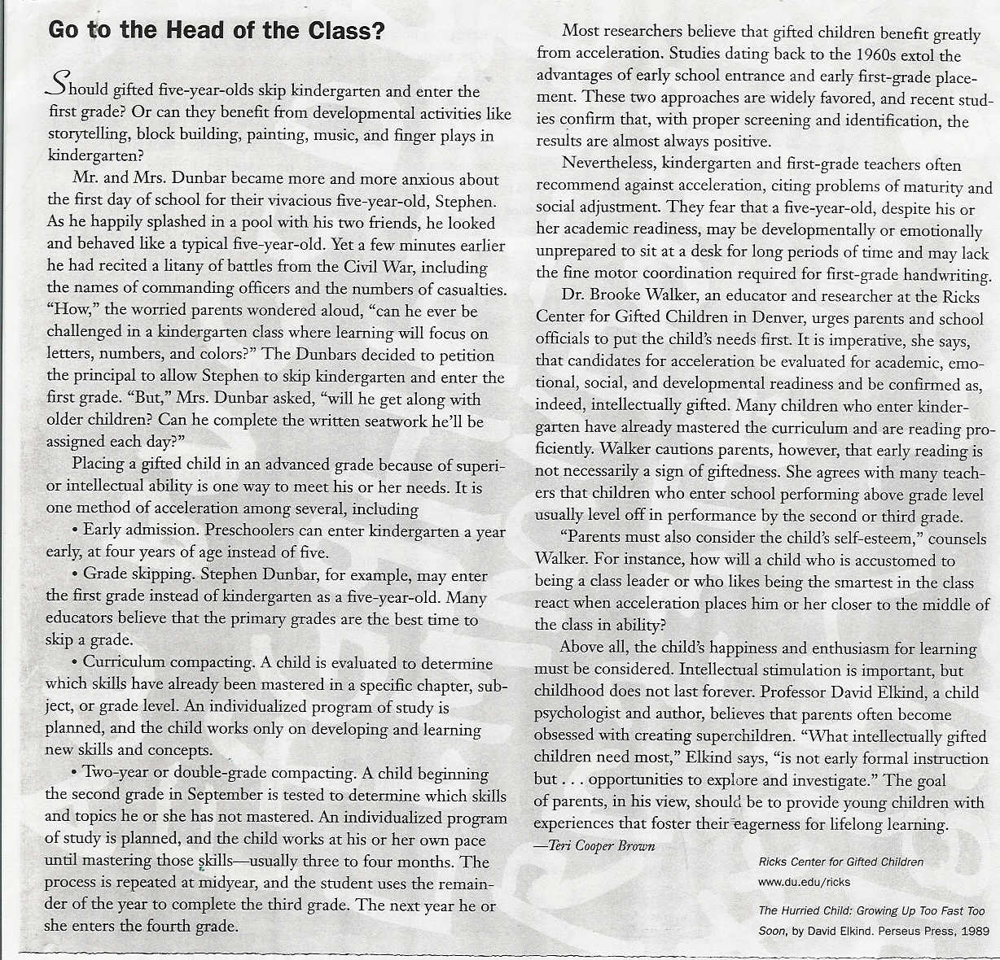 Go to the Head of the Class?
Should gifted five-year-olds skip kindergarten and enter the
first grade? Or can they benefit from developmental activities like
storytelling, block building, painting, music, and finger plays in
kindergarten?
Mr. and Mrs. Dunbar became more and more anxious about
the first day of school for their vivacious five-year-old, Stephen.
As he happily splashed in a pool with his two friends, he looked
and behaved like a typical five-year-old. Yet a few minutes earlier
he had recited a litany of battles from the Civil War, including
the names of commanding officers and the numbers of casualties.
“How,” the worried parents wondered aloud, “can he ever be
challenged in a kindergarten class where learning will focus on
letters, numbers, and colors?” The Dunbars decided to petition
the principal to allow Stephen to skip kindergarten and enter the
first grade. “But,” Mrs. Dunbar asked, “will he get along with
older children? Can he complete the written seatwork he’ll be
assigned each day?”
Placing a gifted child in an advanced grade because of superi-
or intellectual ability is one way to meet his or her needs. It is
one method of acceleration among several, including
• Early admission. Preschoolers can enter kindergarten a year
early, at four years of age instead of five.
• Grade skipping. Stephen Dunbar, for example, may enter
the first grade instead of kindergarten as a five-year-old. Many
educators believe that the primary grades are the best time to
skip a grade.
• Curriculum compacting. A child is evaluated to determine
which skills have already been mastered in a specific chapter, sub-
ject, or grade level. An individualized program of study is
planned, and the child works only on developing and learning
new skills and concepts.
• Two-year or double-grade compacting. A child beginning
the second grade in September is tested to determine which skills
and topics he or she has not mastered. An individualized program
of study is planned, and the child works at his or her own pace
until mastering those skills—usually three to four months. The
process is repeated at midyear, and the student uses the remain-
der of the year to complete the third grade. The next year he or
she enters the fourth grade.
Most researchers believe that gifted children benefit greatly
from acceleration. Studies dating back to the 1960s extol the
advantages of early school entrance and early first-grade place-
ment. These two approaches are widely favored, and recent stud-
ies confirm that, with proper screening and identification, the
results are almost always positive.
Nevertheless, kindergarten and first-grade teachers often
recommend against acceleration, citing problems of maturity and
social adjustment. They fear that a five-year-old, despite his or
her academic readiness, may be developmentally or emotionally
unprepared to sit at a desk for long periods of time and may lack
the fine motor coordination required for first-grade handwriting.
Dr. Brooke Walker, an educator and researcher at the Ricks
Center for Gifted Children in Denver, urges parents and school
officials to put the child’s needs first. It is imperative, she says,
that candidates for acceleration be evaluated for academic, emo-
tional, social, and developmental readiness and be confirmed as,
indeed, intellectually gifted. Many children who enter kinder-
garten have already mastered the curriculum and are reading pro-
ficiently. Walker cautions parents, however, that early reading is
not necessarily a sign of giftedness. She agrees with many teach-
ers that children who enter school performing above grade level
usually level off in performance by the second or third grade.
“Parents must also consider the child’s self-esteem,” counsels
Walker. For instance, how will a child who is accustomed to
being a class leader or who likes being the smartest in the class
react when acceleration places him or her closer to the middle of
the class in ability?
Above all, the child’s happiness and enthusiasm for learning
must be considered. Intellectual stimulation is important, but
childhood does not last forever. Professor David Elkind, a child
psychologist and author, believes that parents often become
obsessed with creating superchildren. “What intellectually gifted
children need most,” Elkind says, “is not early formal instruction
but . . . opportunities to explore and investigate.” The goal
of parents, in his view, should be to provide young children with
experiences that foster their eagerness for lifelong learning.
—Teri Cooper Brown
Ricks Center for Gifted Children
www.du.edu/ricks
The Hurried Child: Growing Up Too Fast Too
Soon, by David Elkind. Perseus Press, 1989